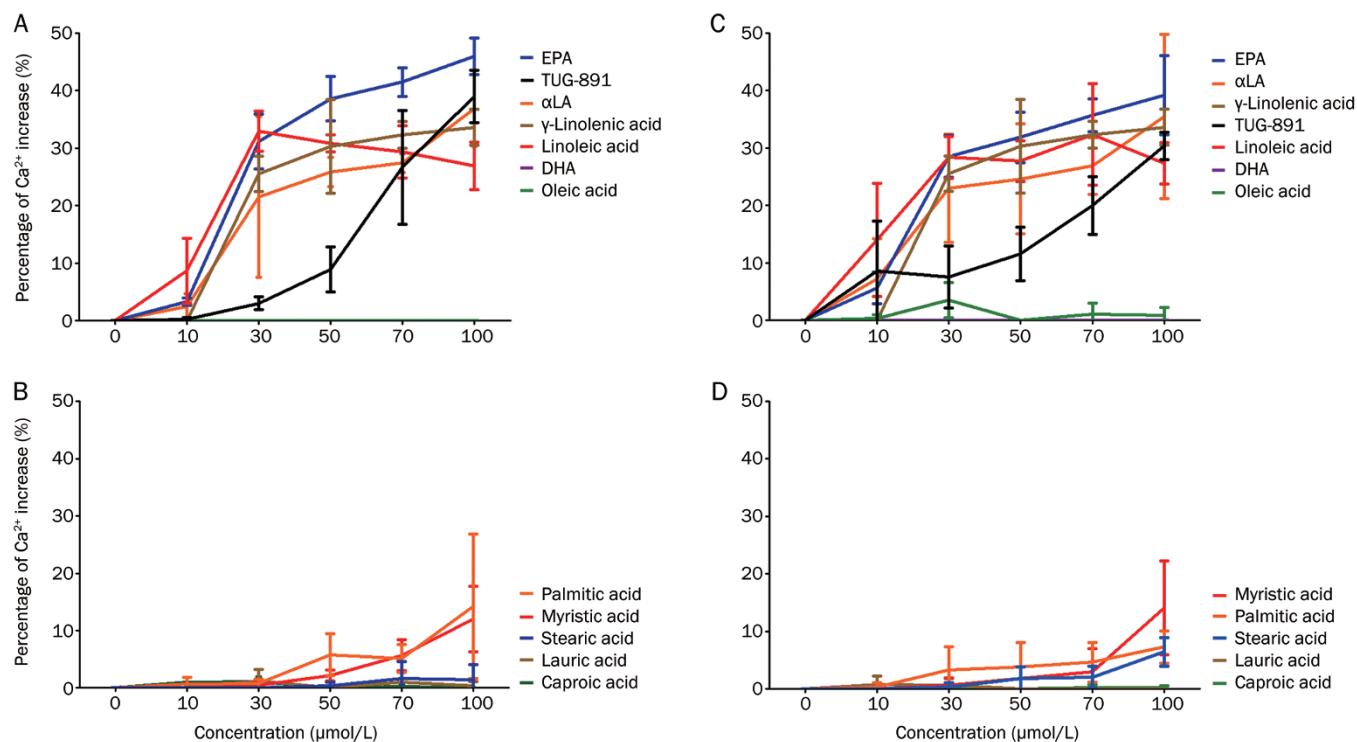 A
Percentage of Ca²⁺ increase (%)
50
40
30
20
10
0
0 10 30 50 70 100
EPA
TUG-891
αLA
γ-Linolenic acid
Linoleic acid
DHA
Oleic acid
C
50
40
30
20
10
0
0 10 30 50 70 100
EPA
αLA
γ-Linolenic acid
TUG-891
Linoleic acid
DHA
Oleic acid
B
Percentage of Ca²⁺ increase (%)
50
40
30
20
10
0
0 10 30 50 70 100
Concentration (µmol/L)
Palmitic acid
Myristic acid
Stearic acid
Lauric acid
Caproic acid
D
50
40
30
20
10
0
0 10 30 50 70 100
Concentration (µmol/L)
Myristic acid
Palmitic acid
Stearic acid
Lauric acid
Caproic acid